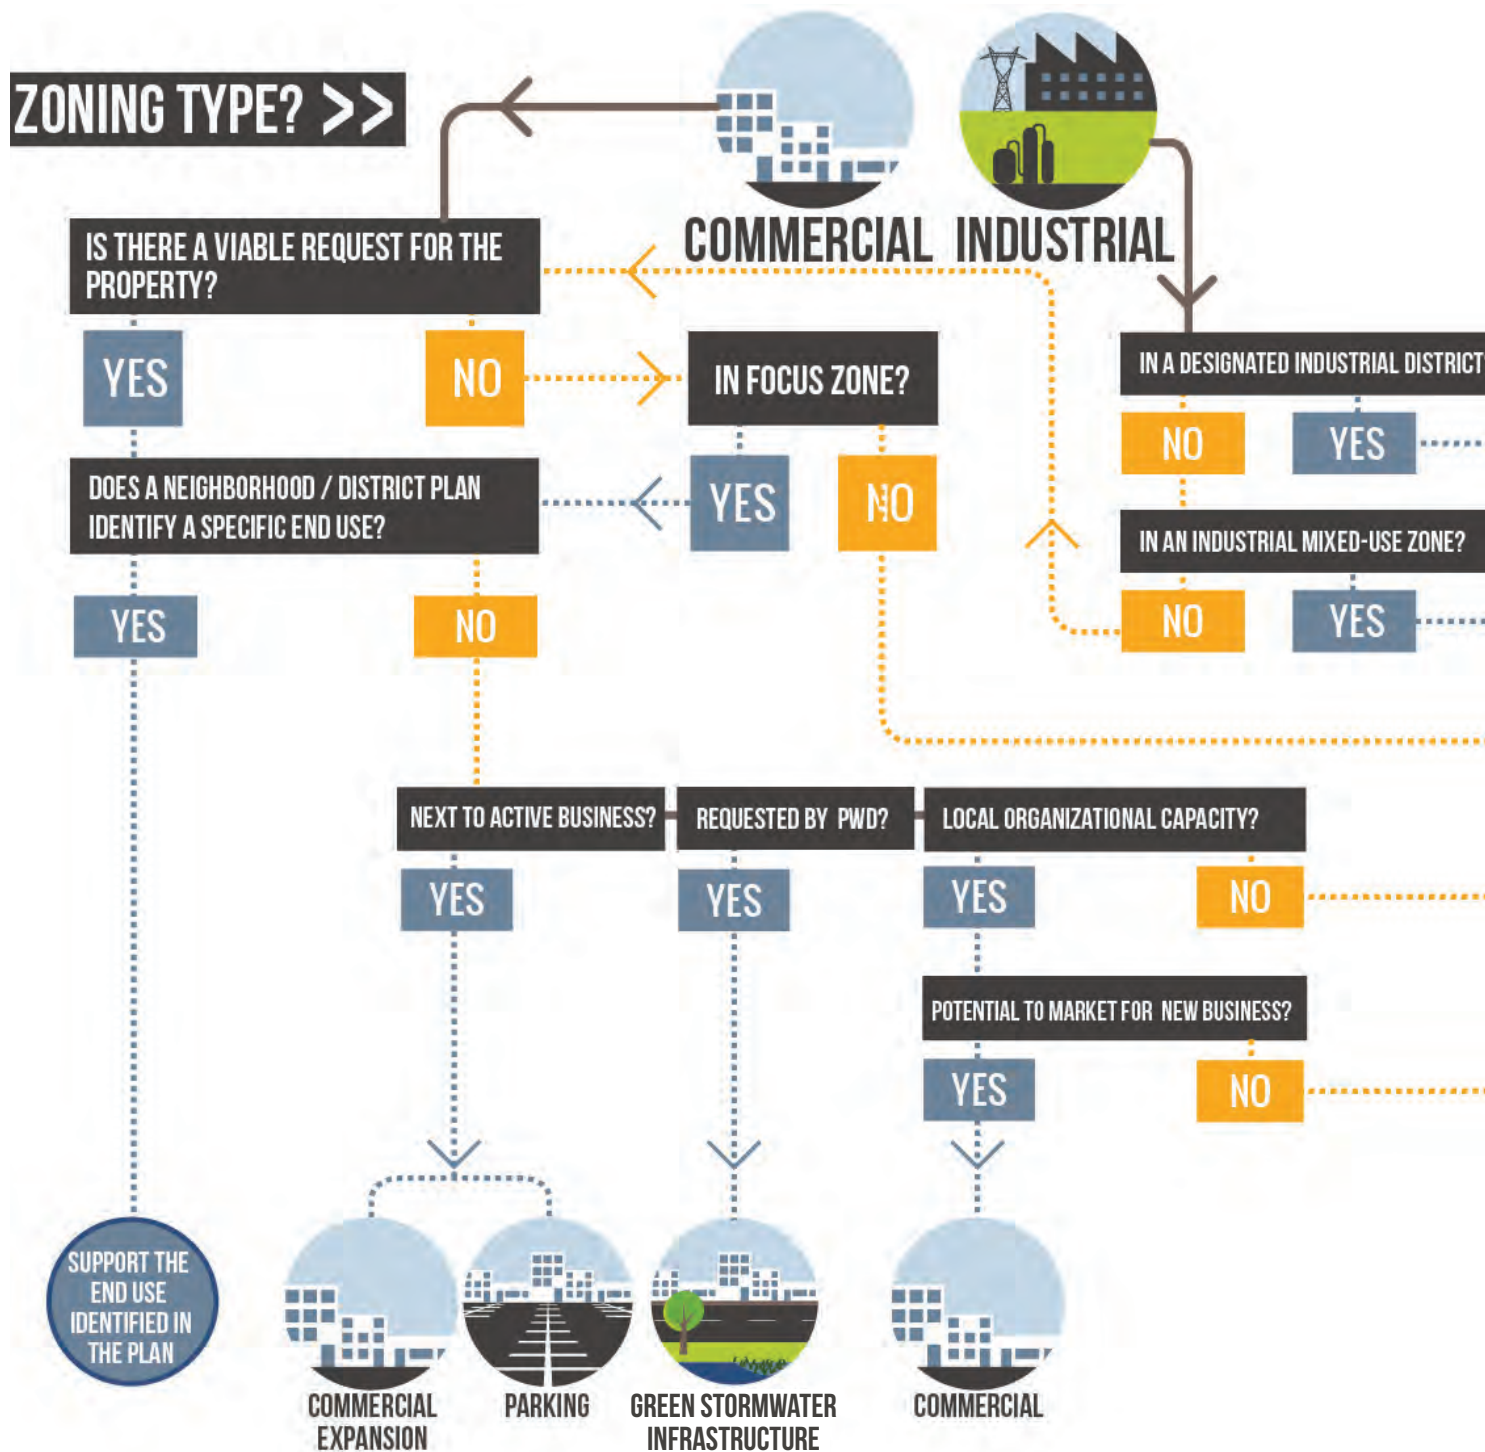 ZONING TYPE? >>
COMMERCIAL
INDUSTRIAL
IS THERE A VIABLE REQUEST FOR THE
PROPERTY?
YES
NO
IN FOCUS ZONE?
YES
NO
IN A DESIGNATED INDUSTRIAL DISTRICT
NO
YES
DOES A NEIGHBORHOOD / DISTRICT PLAN
IDENTIFY A SPECIFIC END USE?
YES
NO
IN AN INDUSTRIAL MIXED-USE ZONE?
NO
YES
NEXT TO ACTIVE BUSINESS?
YES
REQUESTED BY PWD?
YES
LOCAL ORGANIZATIONAL CAPACITY?
YES
NO
POTENTIAL TO MARKET FOR NEW BUSINESS?
YES
NO
SUPPORT THE
END USE
IDENTIFIED IN
THE PLAN
COMMERCIAL
EXPANSION
PARKING
GREEN STORMWATER
INFRASTRUCTURE
COMMERCIAL